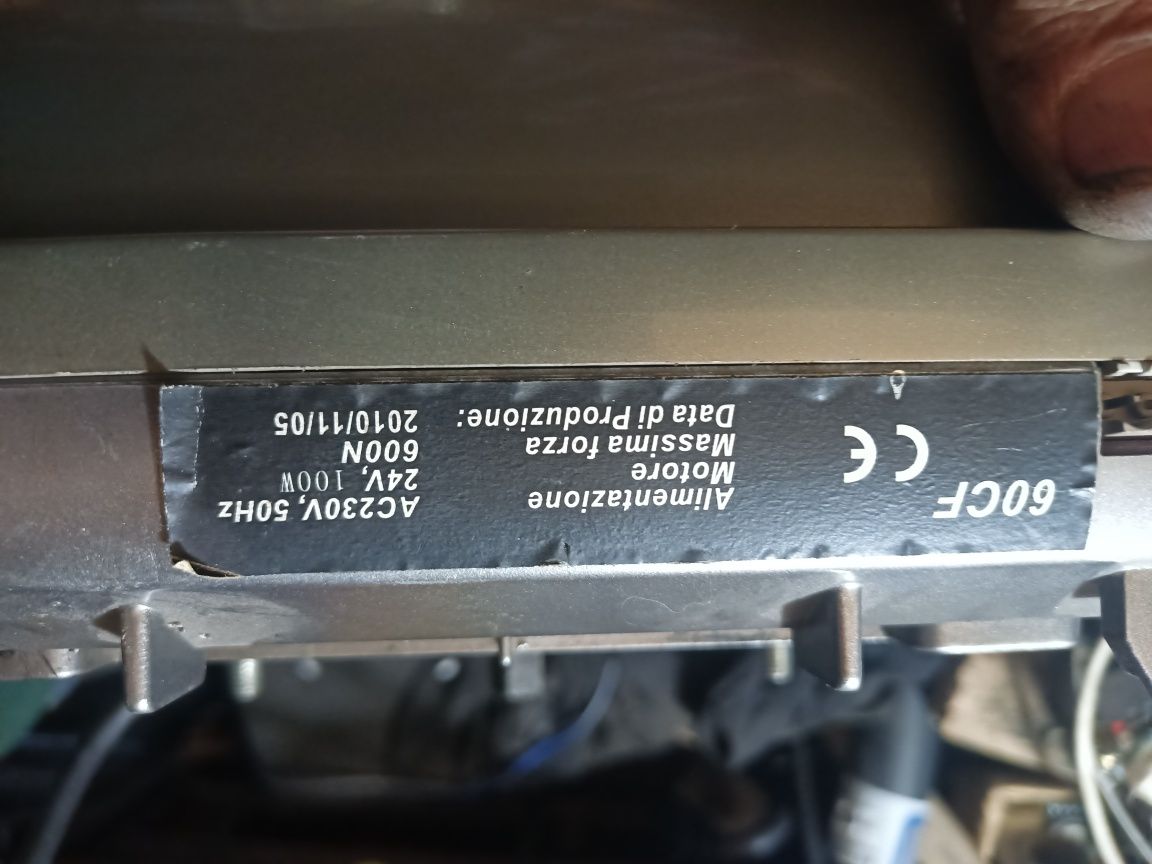 60CF
CE
Alimentazione AC230V, 50Hz
Motore 24V, 100W
Massima forza 600N
Data di Produzione: 2010/11/05